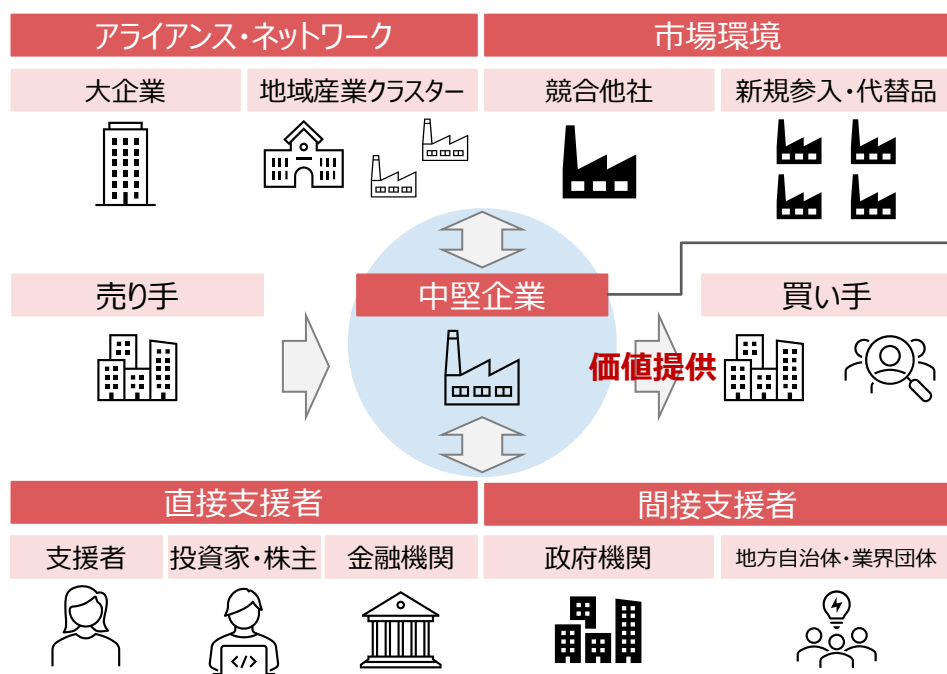 アライアンス・ネットワーク
市場環境
大企業
地域産業クラスター
競合他社
新規参入・代替品
売り手
中堅企業
買い手
価値提供
直接支援者
間接支援者
支援者
投資家・株主
金融機関
政府機関
地方自治体・業界団体
</>